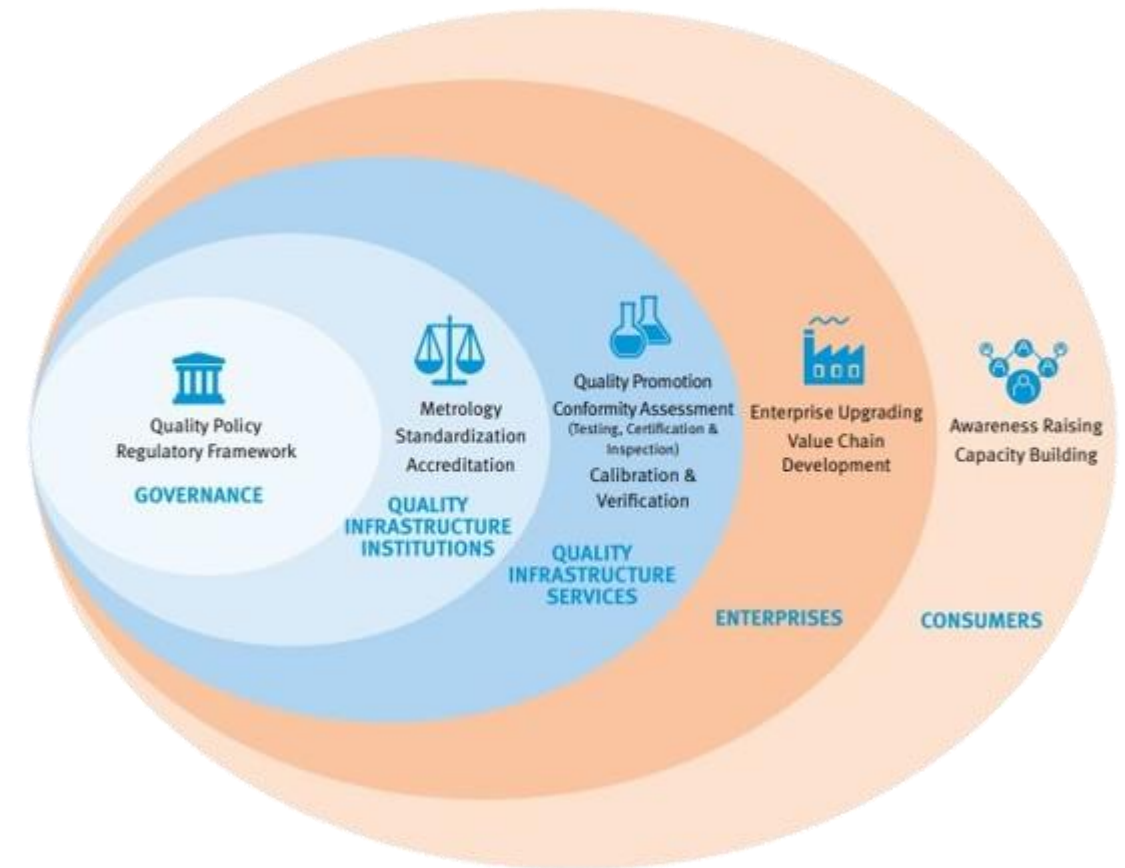 Quality Policy
Regulatory Framework
GOVERNANCE
Metrology
Standardization
Accreditation
QUALITY
INFRASTRUCTURE
INSTITUTIONS
Quality Promotion
Conformity Assessment
(Testing, Certification &
Inspection)
Calibration &
Verification
QUALITY
INFRASTRUCTURE
SERVICES
Enterprise Upgrading
Value Chain
Development
ENTERPRISES
Awareness Raising
Capacity Building
CONSUMERS